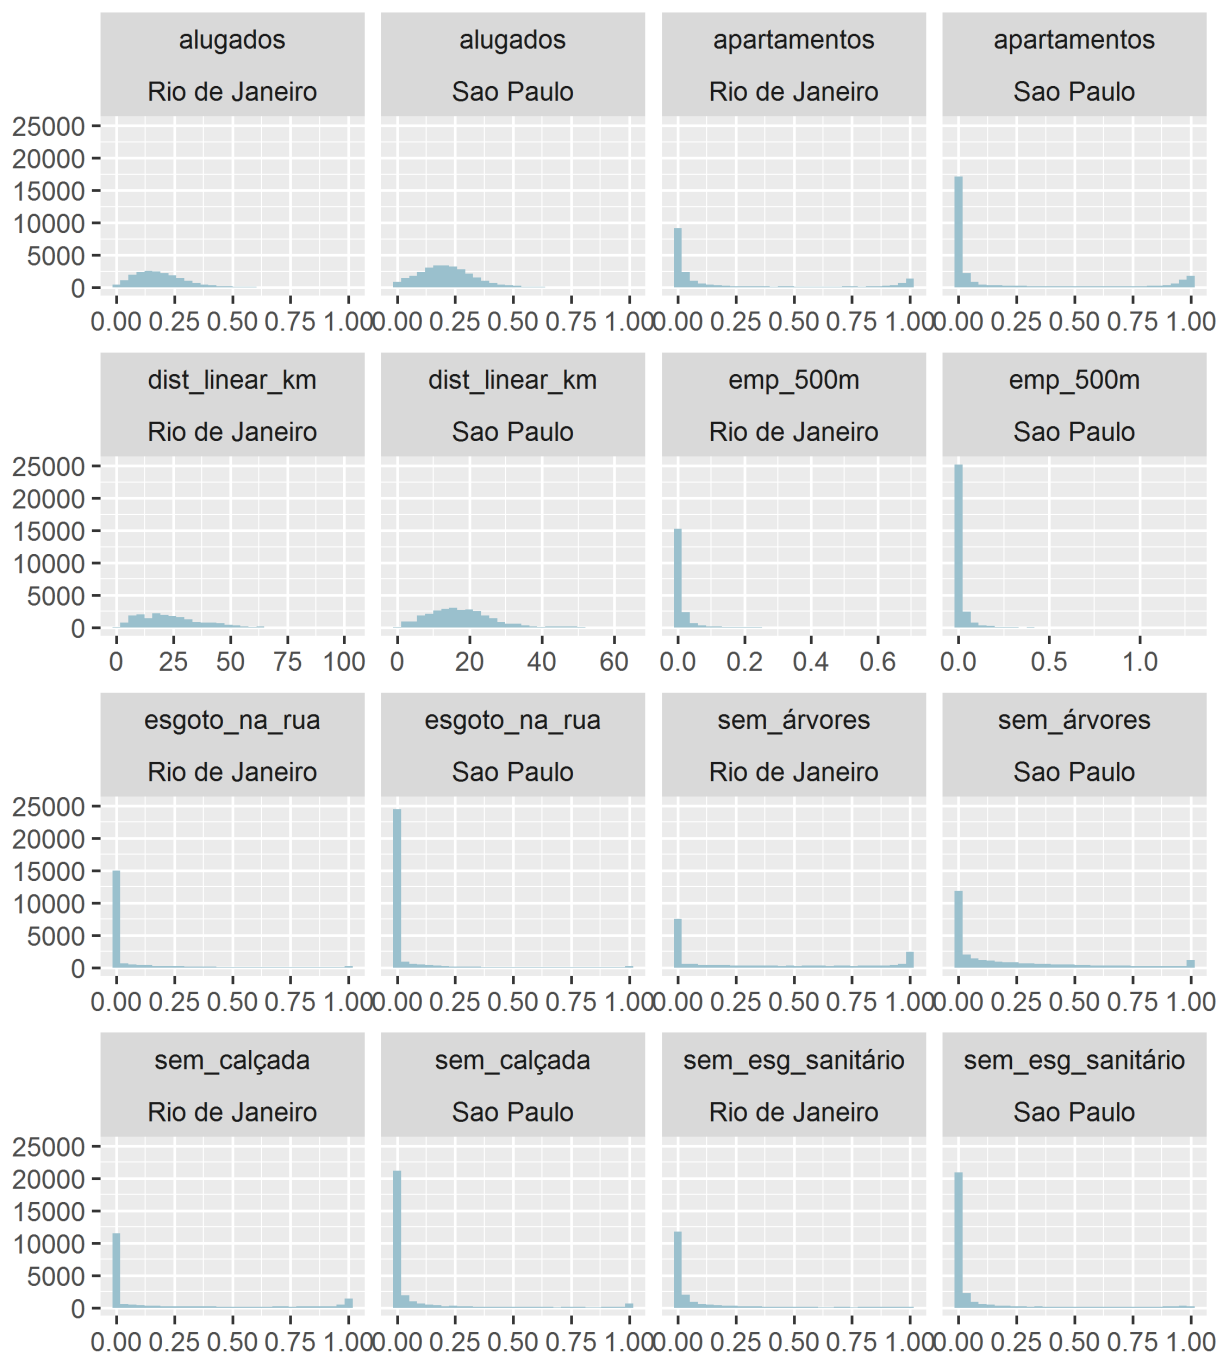 alugados alugados apartamentos apartamentos
Rio de Janeiro Sao Paulo Rio de Janeiro Sao Paulo
25000
20000
15000
10000
5000
0
0.00 0.25 0.50 0.75 1.00 0.00 0.25 0.50 0.75 1.00 0.00 0.25 0.50 0.75 1.00 0.00 0.25 0.50 0.75 1.00
dist_linear_km dist_linear_km emp_500m emp_500m
Rio de Janeiro Sao Paulo Rio de Janeiro Sao Paulo
25000
20000
15000
10000
5000
0
0 25 50 75 100 0 20 40 60 0.0 0.2 0.4 0.6 0.0 0.5 1.0
esgoto_na_rua esgoto_na_rua sem_árvores sem_árvores
Rio de Janeiro Sao Paulo Rio de Janeiro Sao Paulo
25000
20000
15000
10000
5000
0
0.00 0.25 0.50 0.75 1.00 0.00 0.25 0.50 0.75 1.00 0.00 0.25 0.50 0.75 1.00 0.00 0.25 0.50 0.75 1.00
sem_calçada sem_calçada sem_esg_sanitário sem_esg_sanitário
Rio de Janeiro Sao Paulo Rio de Janeiro Sao Paulo
25000
20000
15000
10000
5000
0
0.00 0.25 0.50 0.75 1.00 0.00 0.25 0.50 0.75 1.00 0.00 0.25 0.50 0.75 1.00 0.00 0.25 0.50 0.75 1.00